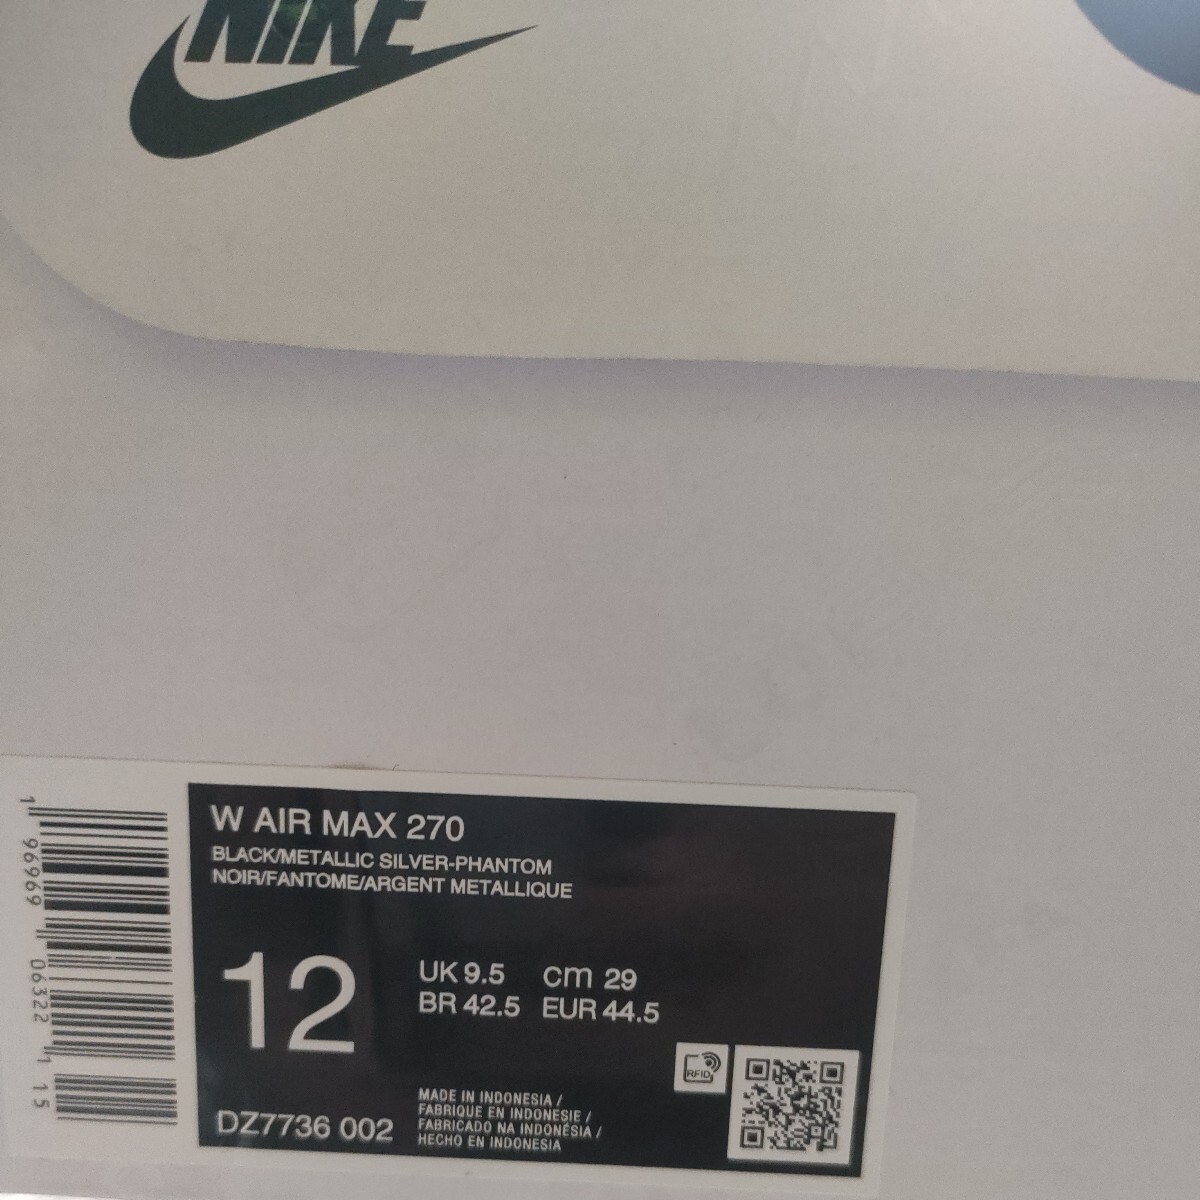 NIKE
W AIR MAX 270
BLACK/METALLIC SILVER-PHANTOM
NOIR/FANTOME/ARGENT METALLIQUE
12
UK 9.5 cm 29
BR 42.5 EUR 44.5
RFID
DZ7736 002
MADE IN INDONESIA /
FABRIQUE EN INDONESIE /
FABRICADO NA INDONÉSIA /
HECHO EN INDONESIA
1 96969 06322 1 15